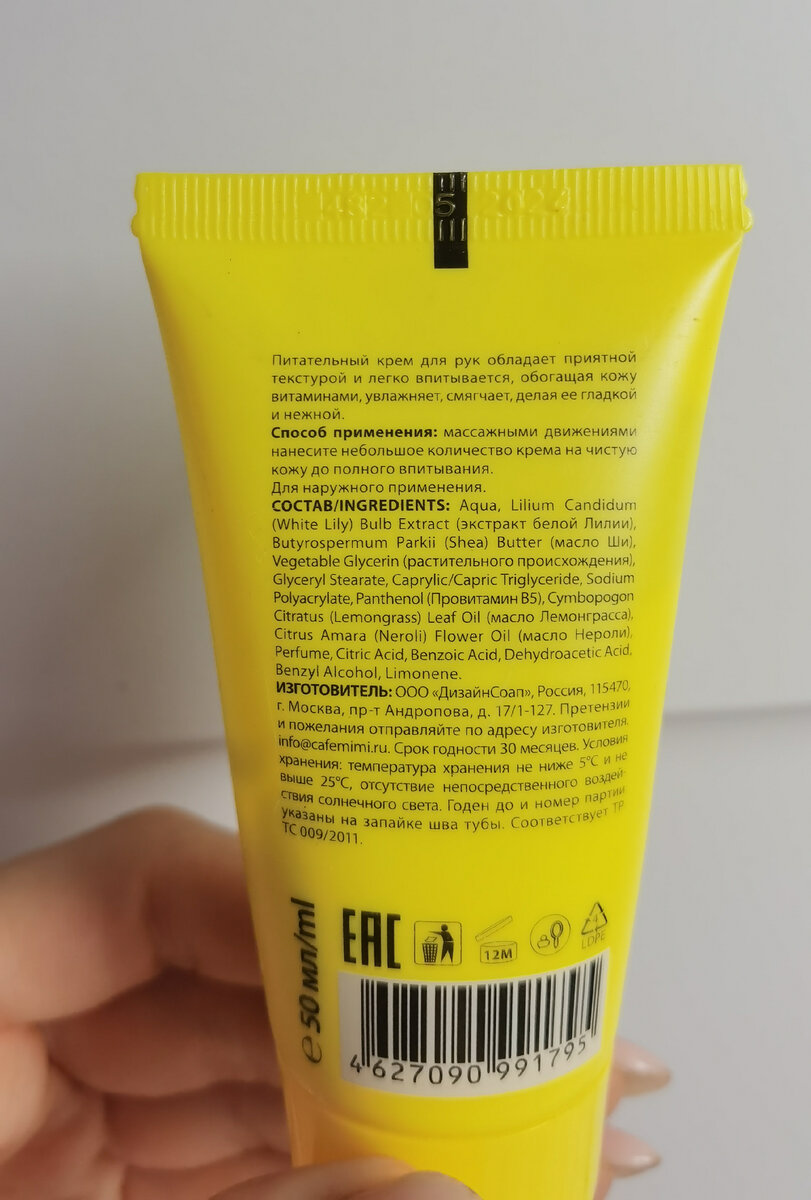 482 05 2024
Питательный крем для рук обладает приятной
текстурой и легко впитывается, обогащая кожу
витаминами, увлажняет, смягчает, делая ее гладкой
и нежной.
Способ применения: массажными движениями
нанесите небольшое количество крема на чистую
кожу до полного впитывания.
Для наружного применения.
СОСТАВ/INGREDIENTS: Aqua, Lilium Candidum
(White Lily) Bulb Extract (экстракт белой Лилии),
Butyrospermum Parkii (Shea) Butter (масло Ши),
Vegetable Glycerin (растительного происхождения),
Glyceryl Stearate, Caprylic/Capric Triglyceride, Sodium
Polyacrylate, Panthenol (Провитамин B5), Cymbopogon
Citratus (Lemongrass) Leaf Oil (масло Лемонграсса),
Citrus Amara (Neroli) Flower Oil (масло Нероли),
Perfume, Citric Acid, Benzoic Acid, Dehydroacetic Acid,
Benzyl Alcohol, Limonene.
ИЗГОТОВИТЕЛЬ: ООО «ДизайнСоап», Россия, 115470,
г. Москва, пр-т Андропова, д. 17/1-127. Претензии
и пожелания отправляйте по адресу изготовителя.
info@cafemimi.ru. Срок годности 30 месяцев. Условия
хранения: температура хранения не ниже 5°C и не
выше 25°C, отсутствие непосредственного воздей-
ствия солнечного света. Годен до и номер партии
указаны на запайке шва тубы. Соответствует ТР
ТС 009/2011.
℮ 50 мл/ml
EAC
12M
4
LDPE
4 627090 991795